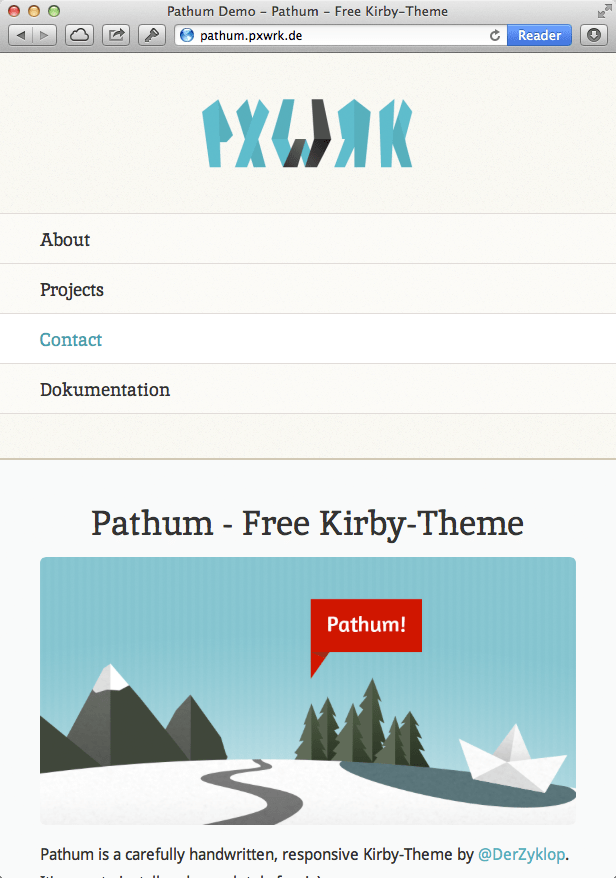 Pathum Demo – Pathum – Free Kirby-Theme
pathum.pxwrk.de
Reader
PXWRK
About
Projects
Contact
Dokumentation
Pathum - Free Kirby-Theme
Pathum!
Pathum is a carefully handwritten, responsive Kirby-Theme by @DerZyklop.